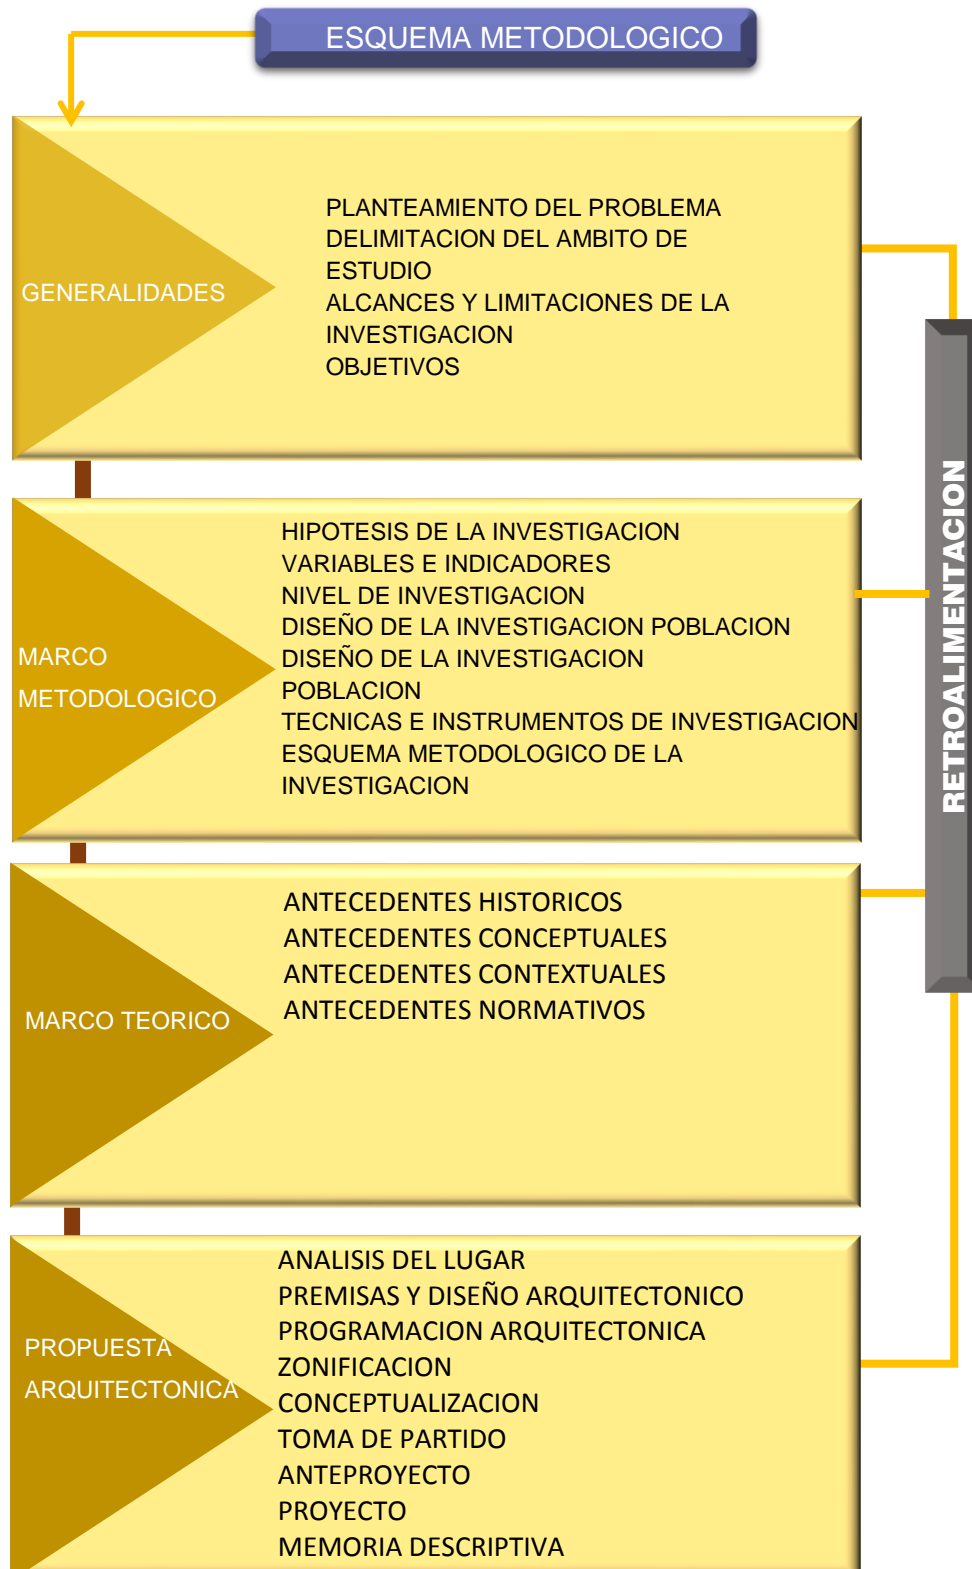 ESQUEMA METODOLOGICO
GENERALIDADES
PLANTEAMIENTO DEL PROBLEMA
DELIMITACION DEL AMBITO DE
ESTUDIO
ALCANCES Y LIMITACIONES DE LA
INVESTIGACION
OBJETIVOS
MARCO
METODOLOGICO
HIPOTESIS DE LA INVESTIGACION
VARIABLES E INDICADORES
NIVEL DE INVESTIGACION
DISEÑO DE LA INVESTIGACION POBLACION
DISEÑO DE LA INVESTIGACION
POBLACION
TECNICAS E INSTRUMENTOS DE INVESTIGACION
ESQUEMA METODOLOGICO DE LA
INVESTIGACION
MARCO TEORICO
ANTECEDENTES HISTORICOS
ANTECEDENTES CONCEPTUALES
ANTECEDENTES CONTEXTUALES
ANTECEDENTES NORMATIVOS
PROPUESTA
ARQUITECTONICA
ANALISIS DEL LUGAR
PREMISAS Y DISEÑO ARQUITECTONICO
PROGRAMACION ARQUITECTONICA
ZONIFICACION
CONCEPTUALIZACION
TOMA DE PARTIDO
ANTEPROYECTO
PROYECTO
MEMORIA DESCRIPTIVA
RETROALIMENTACION